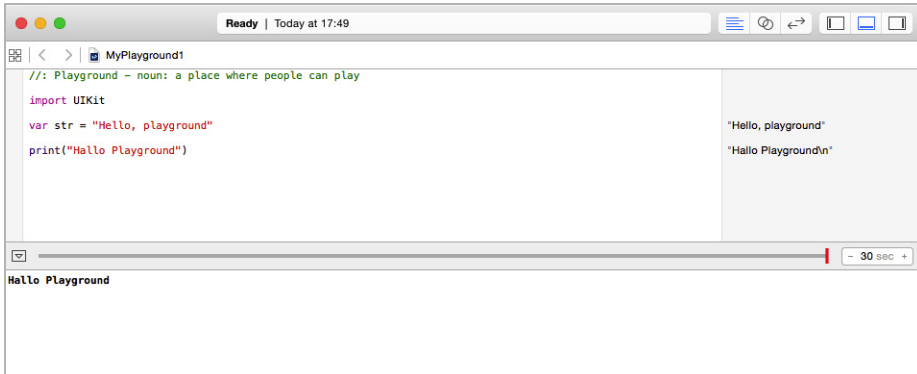 Ready | Today at 17:49
MyPlayground1
//: Playground – noun: a place where people can play
import UIKit
var str = "Hello, playground"
"Hello, playground"
print("Hallo Playground")
"Hallo Playground\n"
- 30 sec +
Hallo Playground